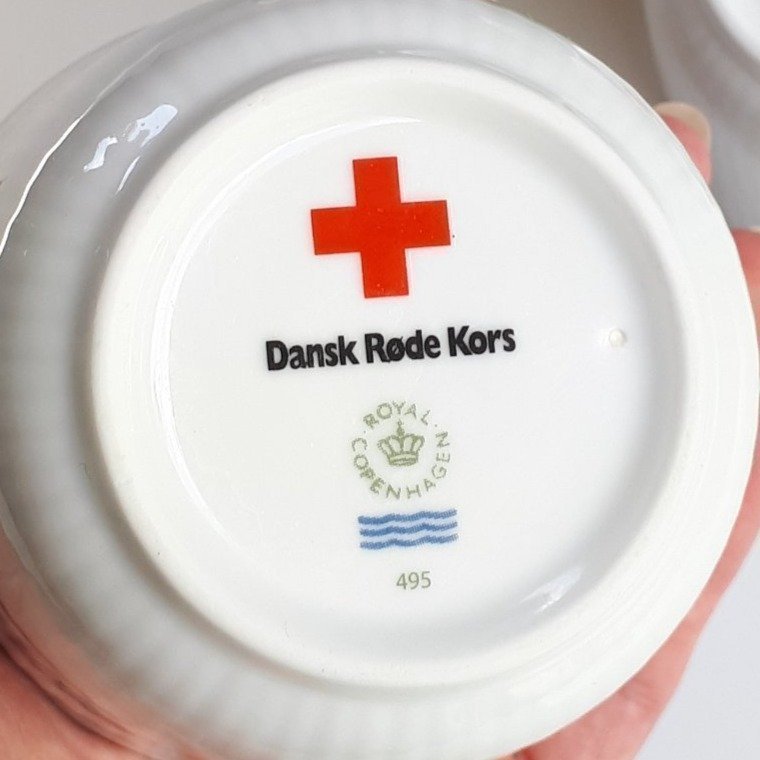 Dansk Røde Kors
ROYAL
COPENHAGEN
495